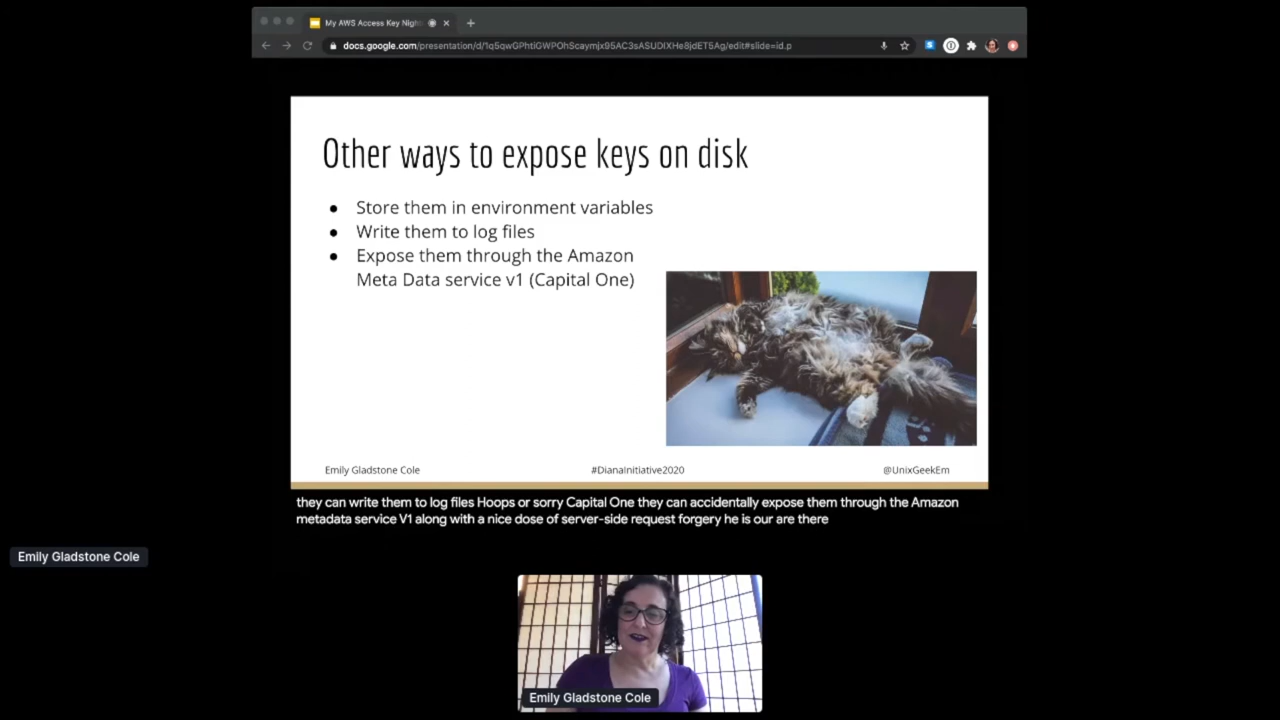 My AWS Access Key Nigh
docs.google.com/presentation/d/1q5qwGPhtiGWPOhScaymjx95AC3sASUDIXHe8jdET5Ag/edit#slide=id.p
Other ways to expose keys on disk
● Store them in environment variables
● Write them to log files
● Expose them through the Amazon
Meta Data service v1 (Capital One)
Emily Gladstone Cole
#DianaInitiative2020
@UnixGeekEm
they can write them to log files Hoops or sorry Capital One they can accidentally expose them through the Amazon
metadata service V1 along with a nice dose of server-side request forgery he is our are there
Emily Gladstone Cole
Emily Gladstone Cole